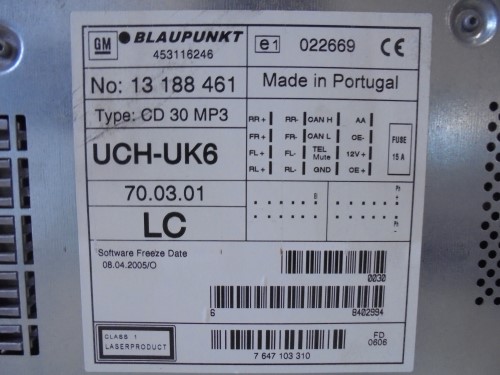 GM BLAUPUNKT
453116246
e1 022669 CE
No: 13 188 461
Made in Portugal
Type: CD 30 MP3
RR+ RR- CAN H AA
FR+ FR- CAN L CE-
FL+ FL- TEL Mute 12V+
RL+ RL- GND CE+
FUSE
15 A
UCH-UK6
70.03.01
LC
Software Freeze Date
08.04.2005/O
0030
6 8402994
CLASS 1
LASERPRODUCT
7 647 103 310
FD
0606